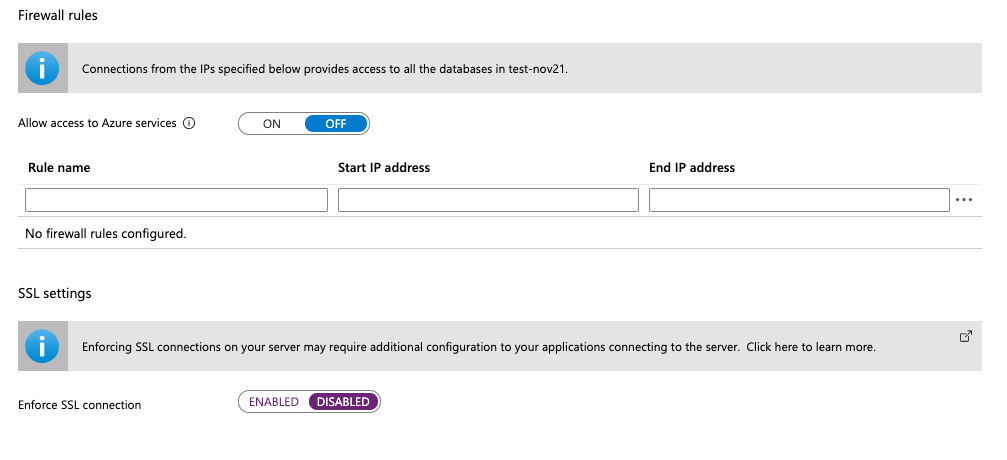 Firewall rules
Connections from the IPs specified below provides access to all the databases in test-nov21.
Allow access to Azure services
ON OFF
Rule name Start IP address End IP address
No firewall rules configured.
SSL settings
Enforcing SSL connections on your server may require additional configuration to your applications connecting to the server. Click here to learn more.
Enforce SSL connection
ENABLED DISABLED